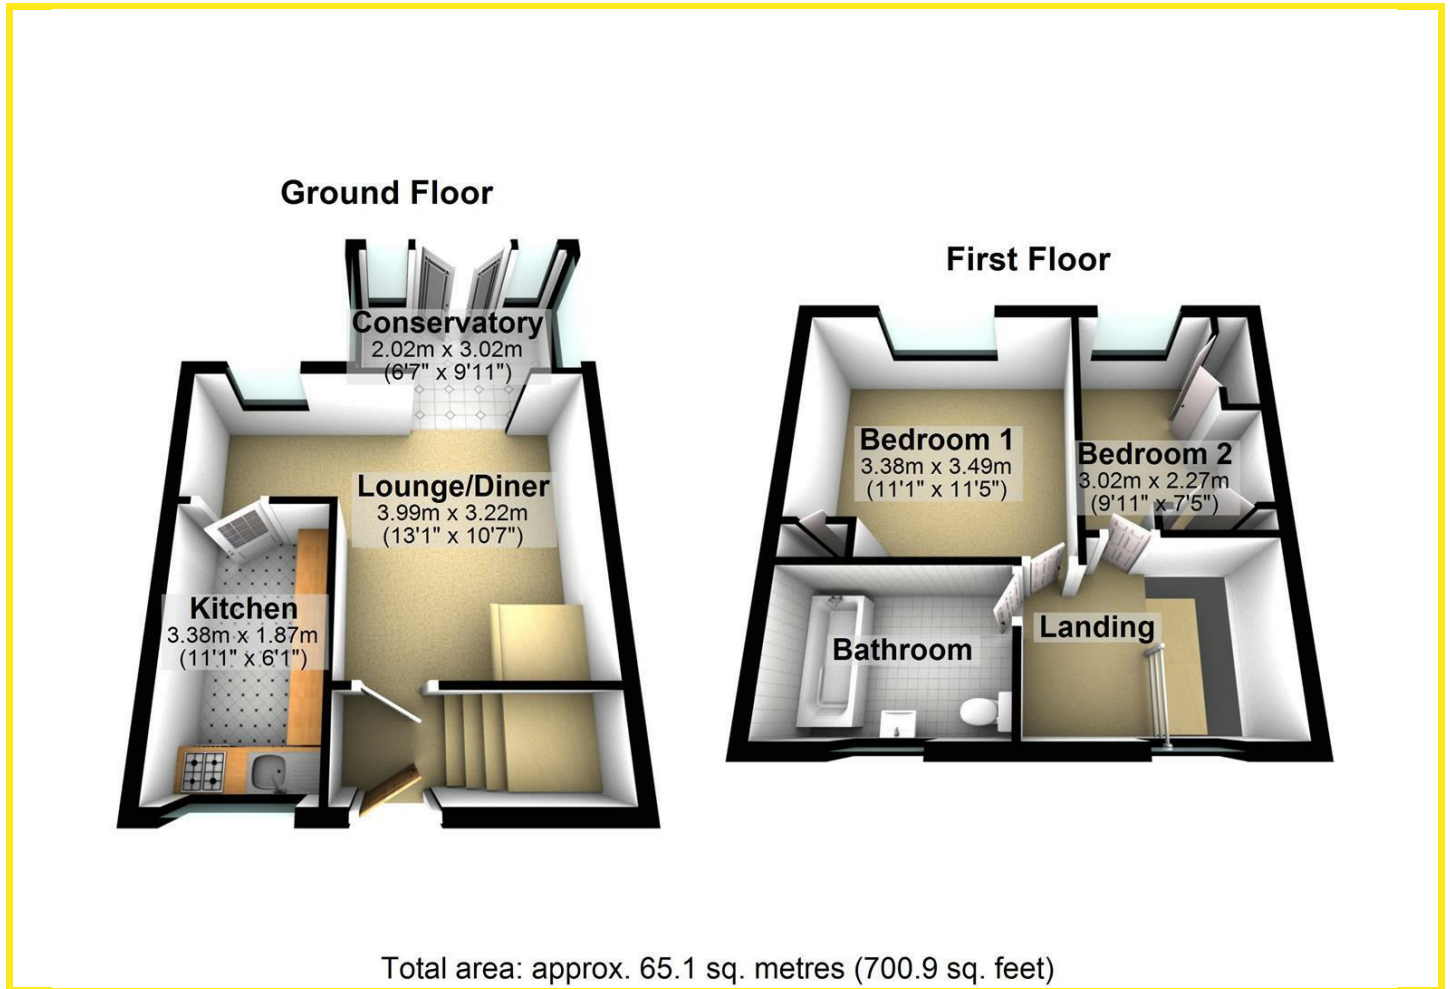 Ground Floor
Conservatory
2.02m x 3.02m
(6'7" x 9'11")
Lounge/Diner
3.99m x 3.22m
(13'1" x 10'7")
Kitchen
3.38m x 1.87m
(11'1" x 6'1")
First Floor
Bedroom 1
3.38m x 3.49m
(11'1" x 11'5")
Bedroom 2
3.02m x 2.27m
(9'11" x 7'5")
Bathroom
Landing
Total area: approx. 65.1 sq. metres (700.9 sq. feet)